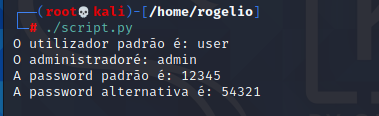 ┌──(root💀kali)-[/home/rogelio]
└─# ./script.py
O utilizador padrão é: user
O administradoré: admin
A password padrão é: 12345
A password alternativa é: 54321